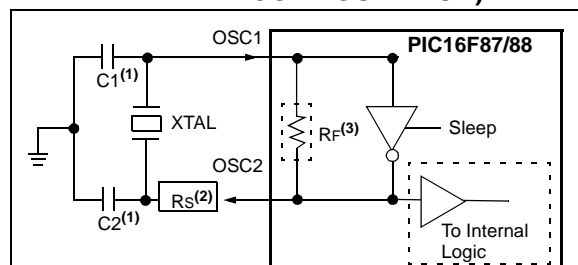 OSC1
PIC16F87/88
C1(1)
XTAL
RF(3)
Sleep
OSC2
RS(2)
C2(1)
To Internal
Logic